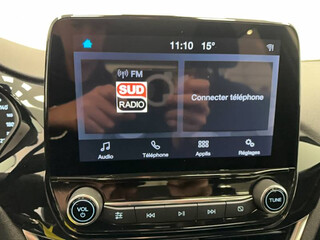 11:10 15°
FM
SUD
RADIO
Connecter téléphone
Audio
Téléphone
Applis
Réglages
VOL
TUNE